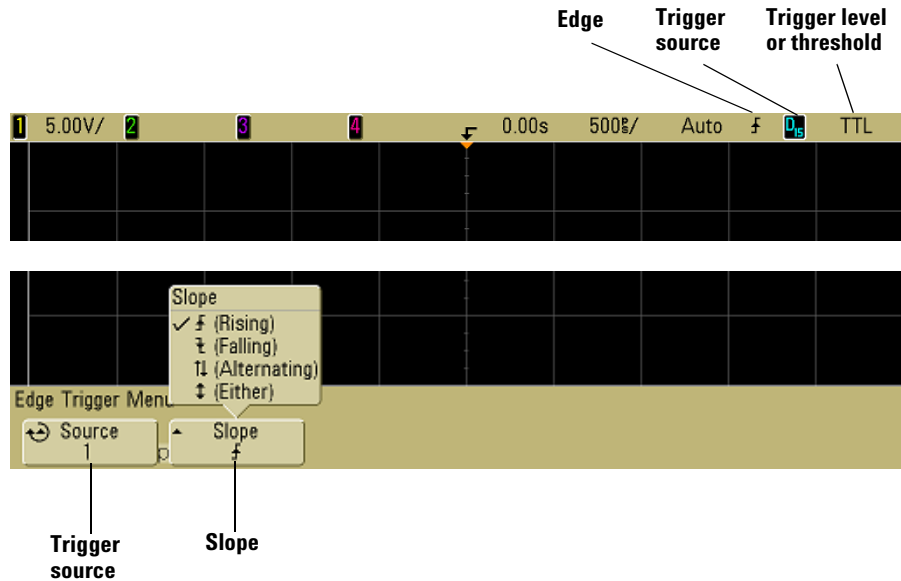 Edge
Trigger source
Trigger level or threshold
1 5.00V/ 2 3 4 0.00s 500 / Auto D15 TTL
Slope
(Rising)
(Falling)
(Alternating)
(Either)
Edge Trigger Menu
Source
1
Slope
Trigger source
Slope